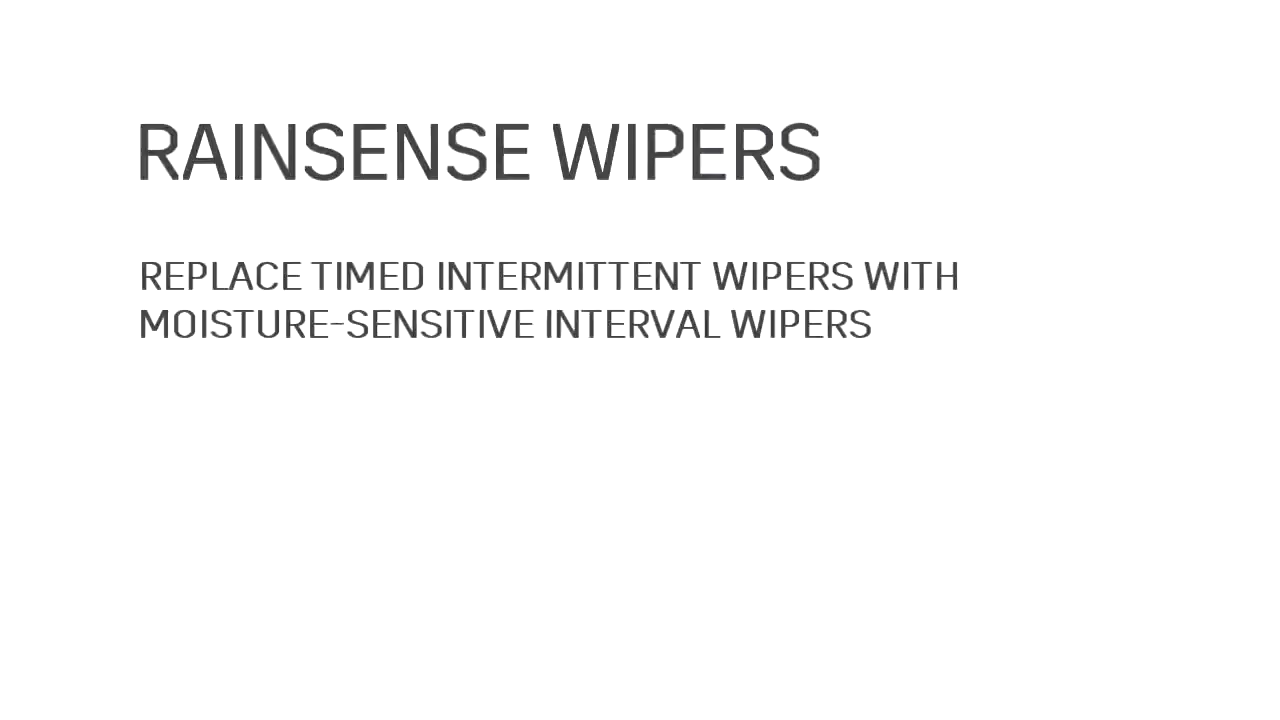 RAINSENSE WIPERS
REPLACE TIMED INTERMITTENT WIPERS WITH
MOISTURE-SENSITIVE INTERVAL WIPERS